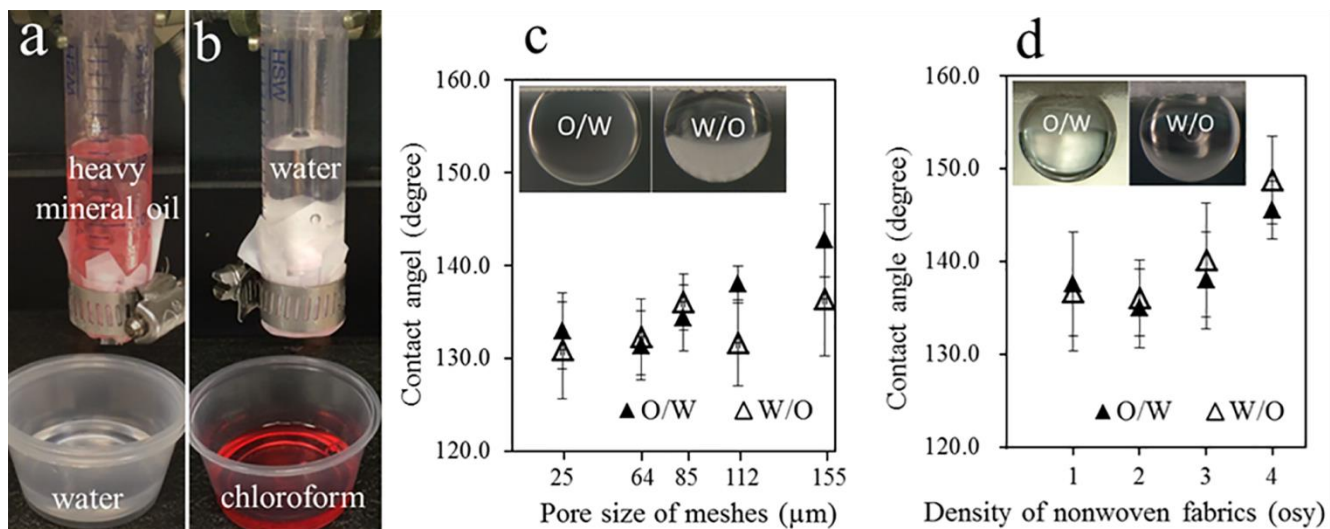 a
HSW
heavy
mineral oil
water
b
HSW
water
chloroform
c
160.0
150.0
140.0
130.0
120.0
Contact angel (degree)
O/W
W/O
▲ O/W △ W/O
25 64 85 112 155
Pore size of meshes (µm)
d
160.0
150.0
140.0
130.0
120.0
Contact angle (degree)
O/W
W/O
▲ O/W △ W/O
1 2 3 4
Density of nonwoven fabrics (osy)